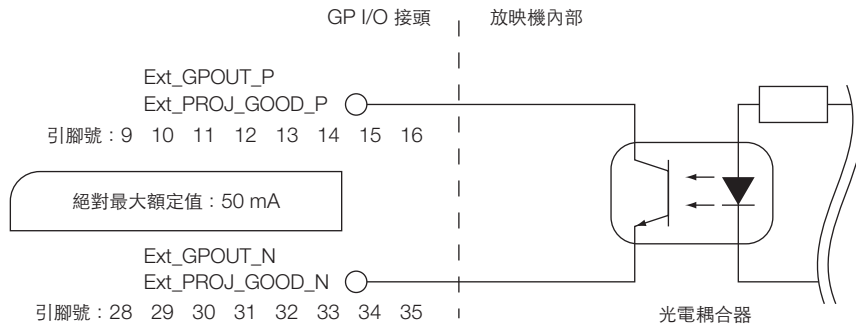 GP I/O 接頭
放映機內部
Ext_GPOUT_P
Ext_PROJ_GOOD_P
引腳號：9 10 11 12 13 14 15 16
絕對最大額定值：50 mA
Ext_GPOUT_N
Ext_PROJ_GOOD_N
引腳號：28 29 30 31 32 33 34 35
光電耦合器